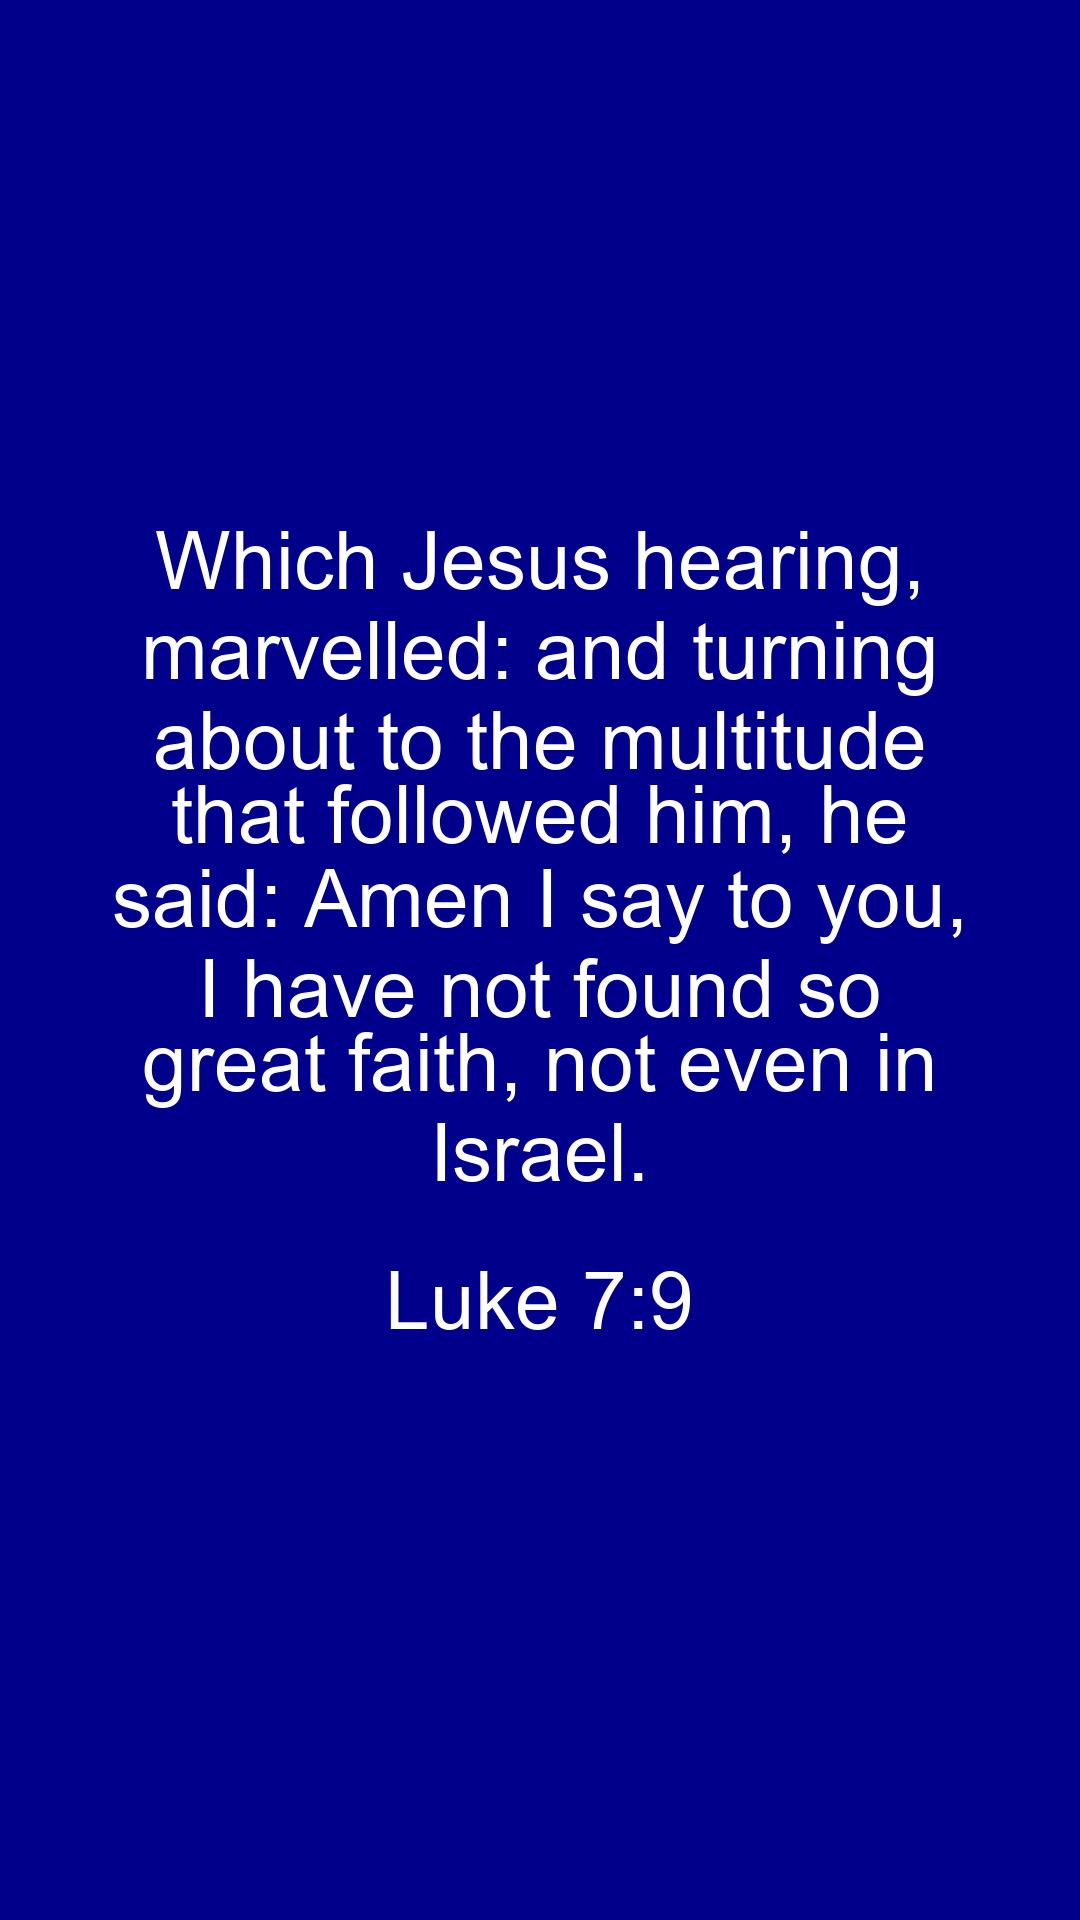 Which Jesus hearing,
marvelled: and turning
about to the multitude
that followed him, he
said: Amen I say to you,
I have not found so
great faith, not even in
Israel.
Luke 7:9